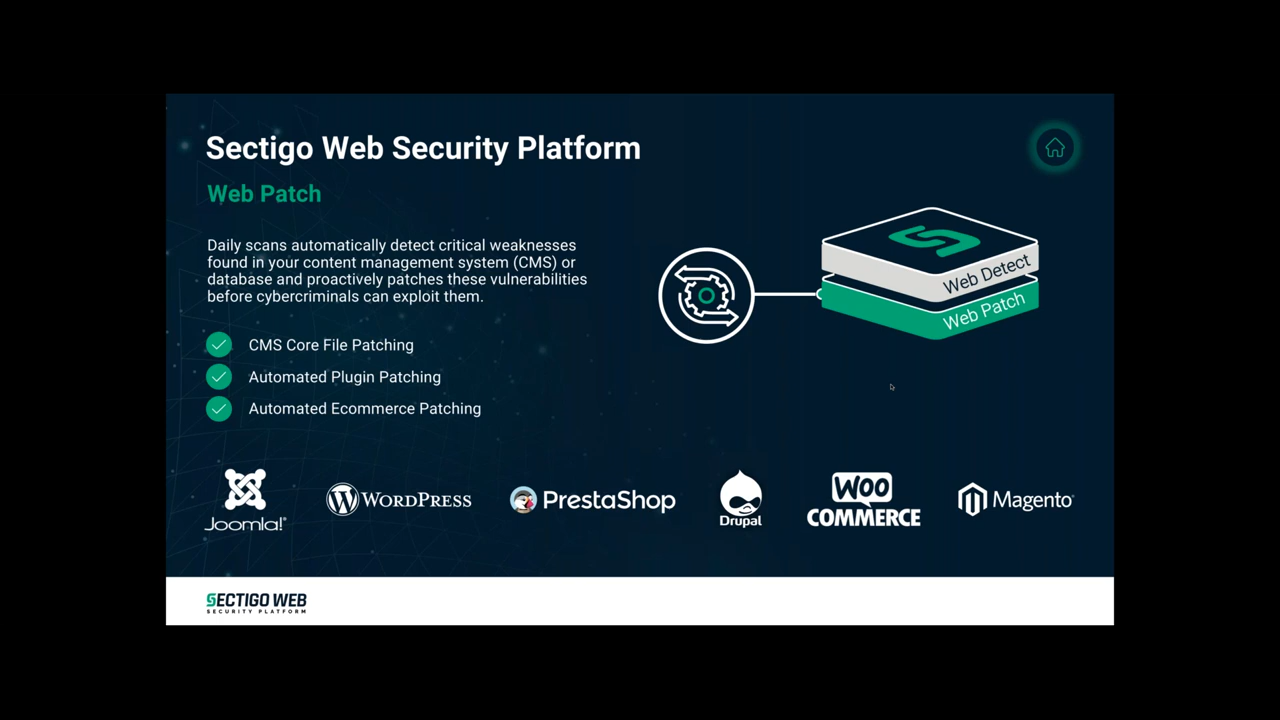 Sectigo Web Security Platform
Web Patch
Daily scans automatically detect critical weaknesses
found in your content management system (CMS) or
database and proactively patches these vulnerabilities
before cybercriminals can exploit them.
CMS Core File Patching
Automated Plugin Patching
Automated Ecommerce Patching
Web Detect
Web Patch
Joomla!®
WORDPRESS
PrestaShop
Drupal
WOO
COMMERCE
Magento®
SECTIGO WEB
SECURITY PLATFORM